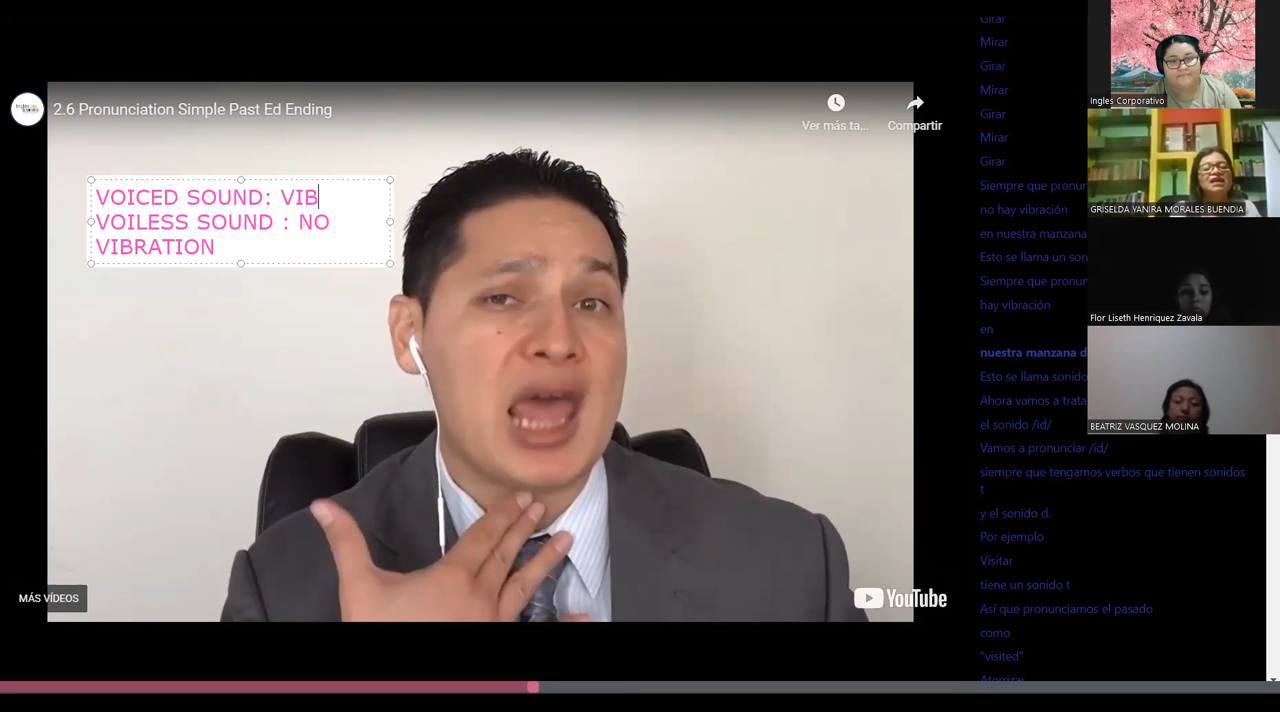 2.6 Pronunciation Simple Past Ed Ending
Ver más ta...
Compartir
VOICED SOUND: VIB
VOILESS SOUND : NO
VIBRATION
MÁS VÍDEOS
YouTube
Girar
Mirar
Girar
Mirar
Girar
Mirar
Girar
Siempre que pronun
no hay vibración
en nuestra manzana
Esto se llama un son
Siempre que pronun
hay vibración
en
nuestra manzana d
Esto se llama sonido
Ahora vamos a trata
el sonido /id/
Vamos a pronunciar /id/
siempre que tengamos verbos que tienen sonidos
t
y el sonido d.
Por ejemplo
Visitar
tiene un sonido t
Así que pronunciamos el pasado
como
"visited"
Aterrizar
Ingles Corporativo
GRISELDA YANIRA MORALES BUENDIA
Flor Liseth Henriquez Zavala
BEATRIZ VASQUEZ MOLINA